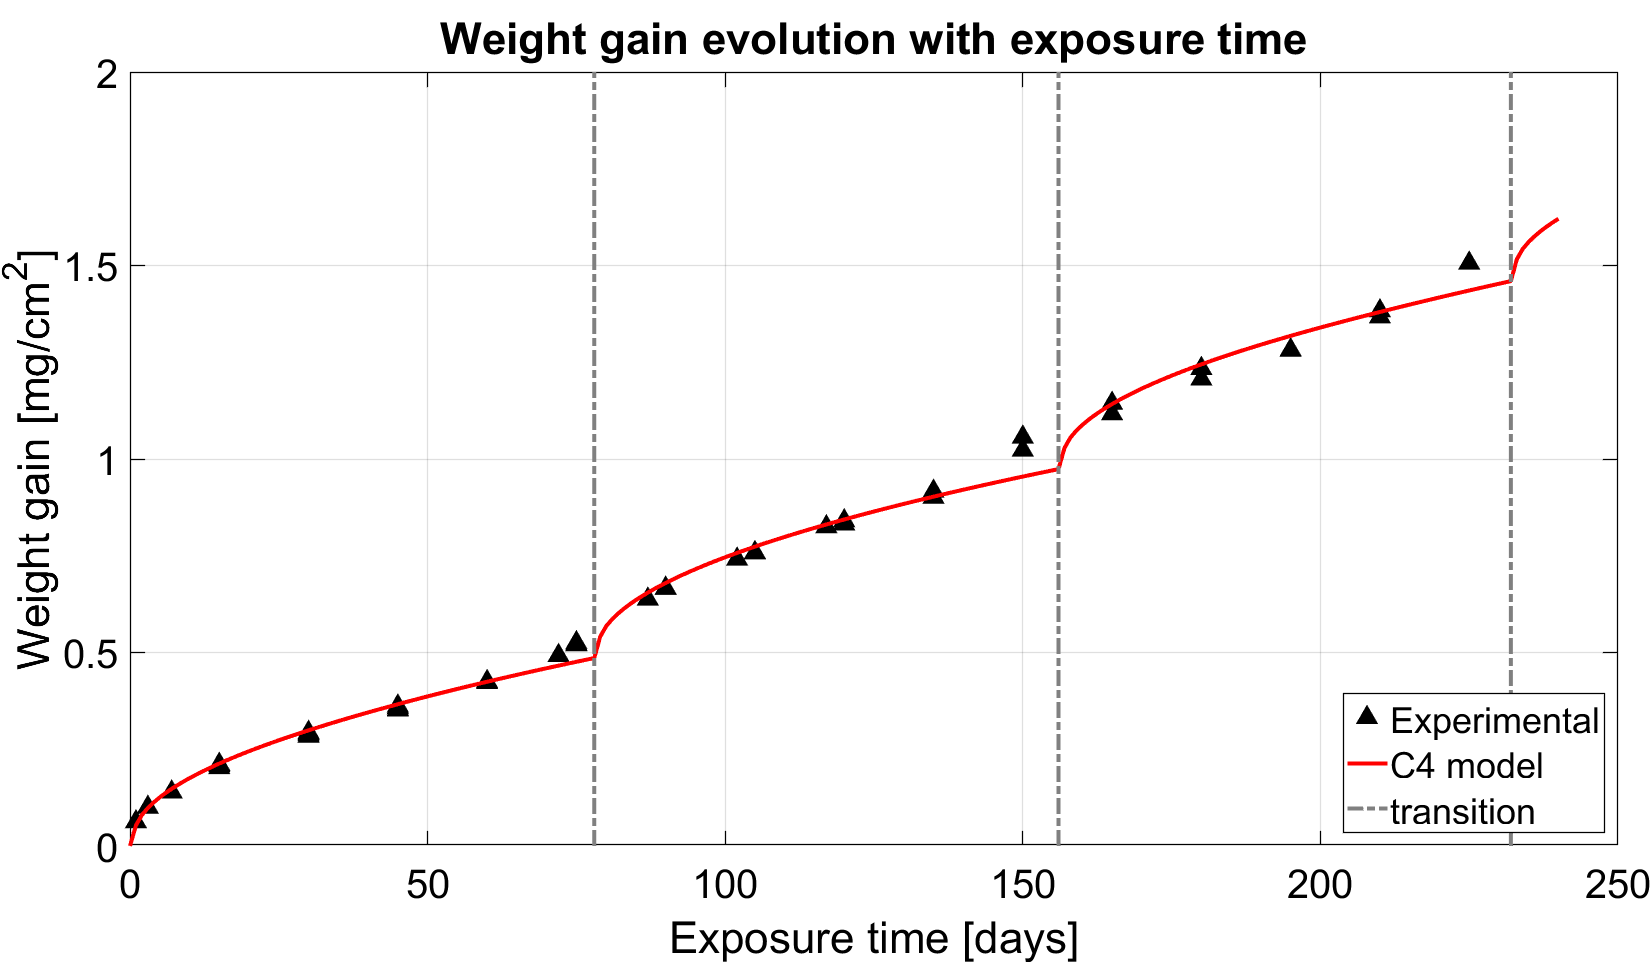 Weight gain evolution with exposure time
Weight gain [mg/cm²]
2
1.5
1
0.5
0
0 50 100 150 200 250
Exposure time [days]
Experimental
C4 model
transition